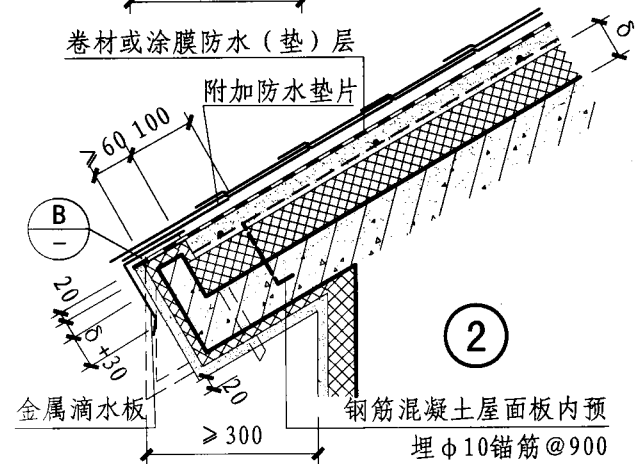 卷材或涂膜防水（垫）层
δ
附加防水垫片
≥60 100
B
-
20
δ+30
20
2
金属滴水板
≥300
钢筋混凝土屋面板内预
埋ϕ10锚筋@900